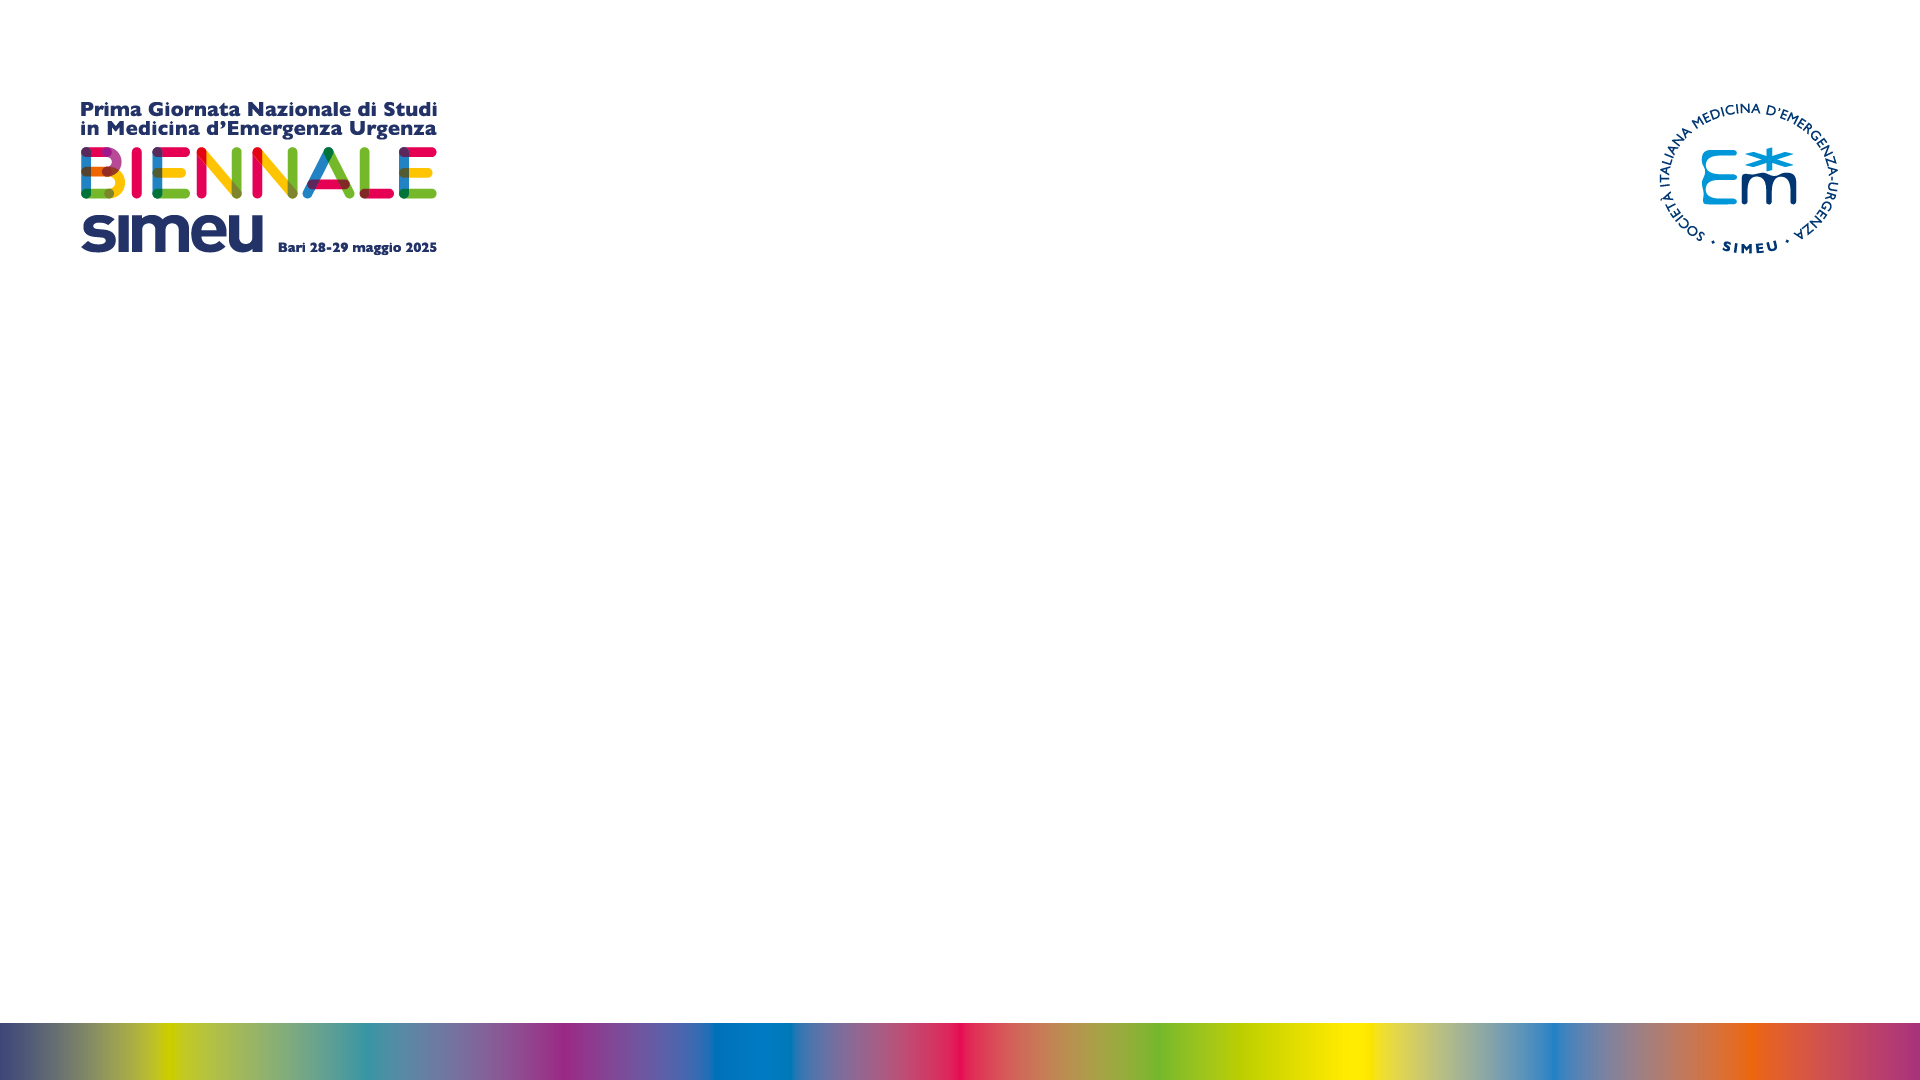 Prima Giornata Nazionale di Studi
in Medicina d’Emergenza Urgenza
BIENNALE
simeu
Bari 28-29 maggio 2025
SOCIETÀ ITALIANA MEDICINA D’EMERGENZA-URGENZA
Em
· SIMEU ·